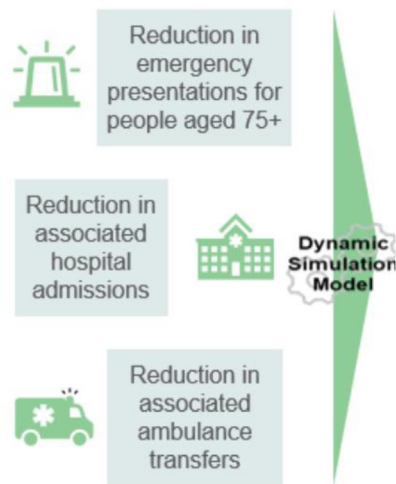 Reduction in
emergency
presentations for
people aged 75+
Reduction in
associated
hospital
admissions
Dynamic
Simulation
Model
Reduction in
associated
ambulance
transfers